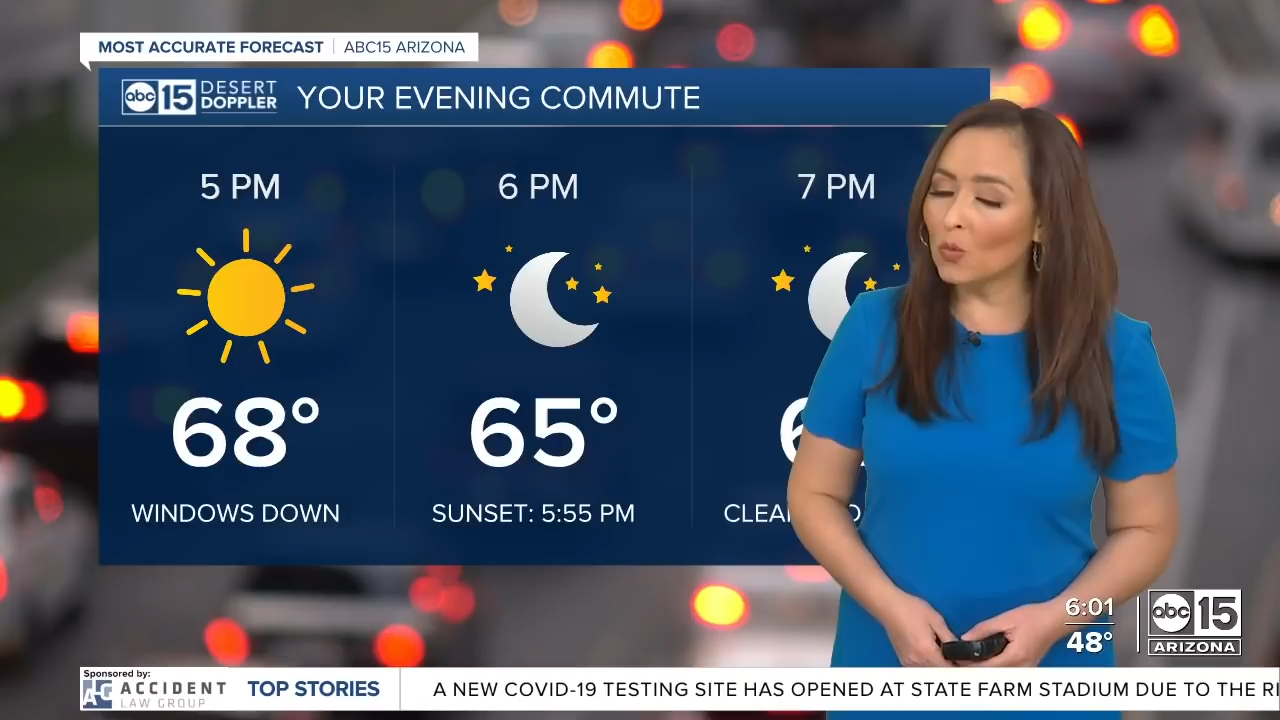 MOST ACCURATE FORECAST | ABC15 ARIZONA
abc 15 DESERT DOPPLER
YOUR EVENING COMMUTE
5 PM
6 PM
7 PM
68°
65°
WINDOWS DOWN
SUNSET: 5:55 PM
6:01
48°
abc 15
ARIZONA
Sponsored by:
AG ACCIDENT
LAW GROUP
TOP STORIES
A NEW COVID-19 TESTING SITE HAS OPENED AT STATE FARM STADIUM DUE TO THE